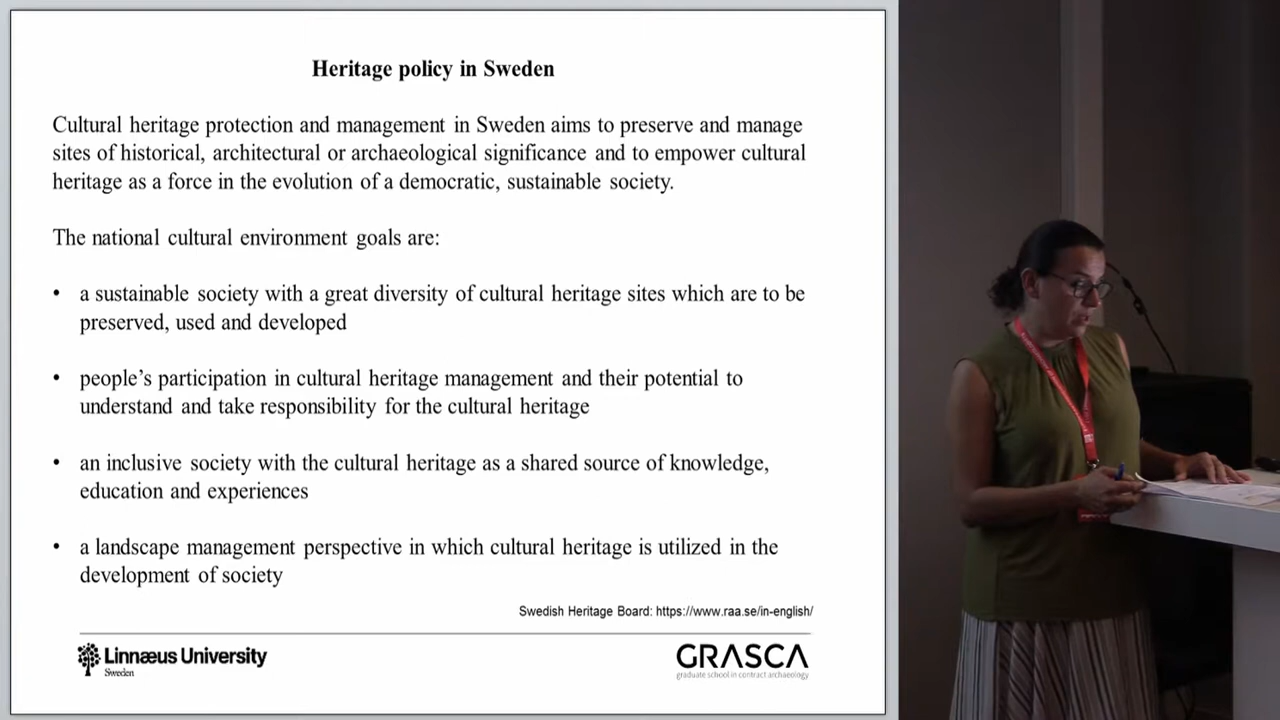 Heritage policy in Sweden
Cultural heritage protection and management in Sweden aims to preserve and manage
sites of historical, architectural or archaeological significance and to empower cultural
heritage as a force in the evolution of a democratic, sustainable society.
The national cultural environment goals are:
• a sustainable society with a great diversity of cultural heritage sites which are to be
preserved, used and developed
• people’s participation in cultural heritage management and their potential to
understand and take responsibility for the cultural heritage
• an inclusive society with the cultural heritage as a shared source of knowledge,
education and experiences
• a landscape management perspective in which cultural heritage is utilized in the
development of society
Swedish Heritage Board: https://www.raa.se/in-english/
Linnæus University
Sweden
GRASCA
graduate school in contract archaeology